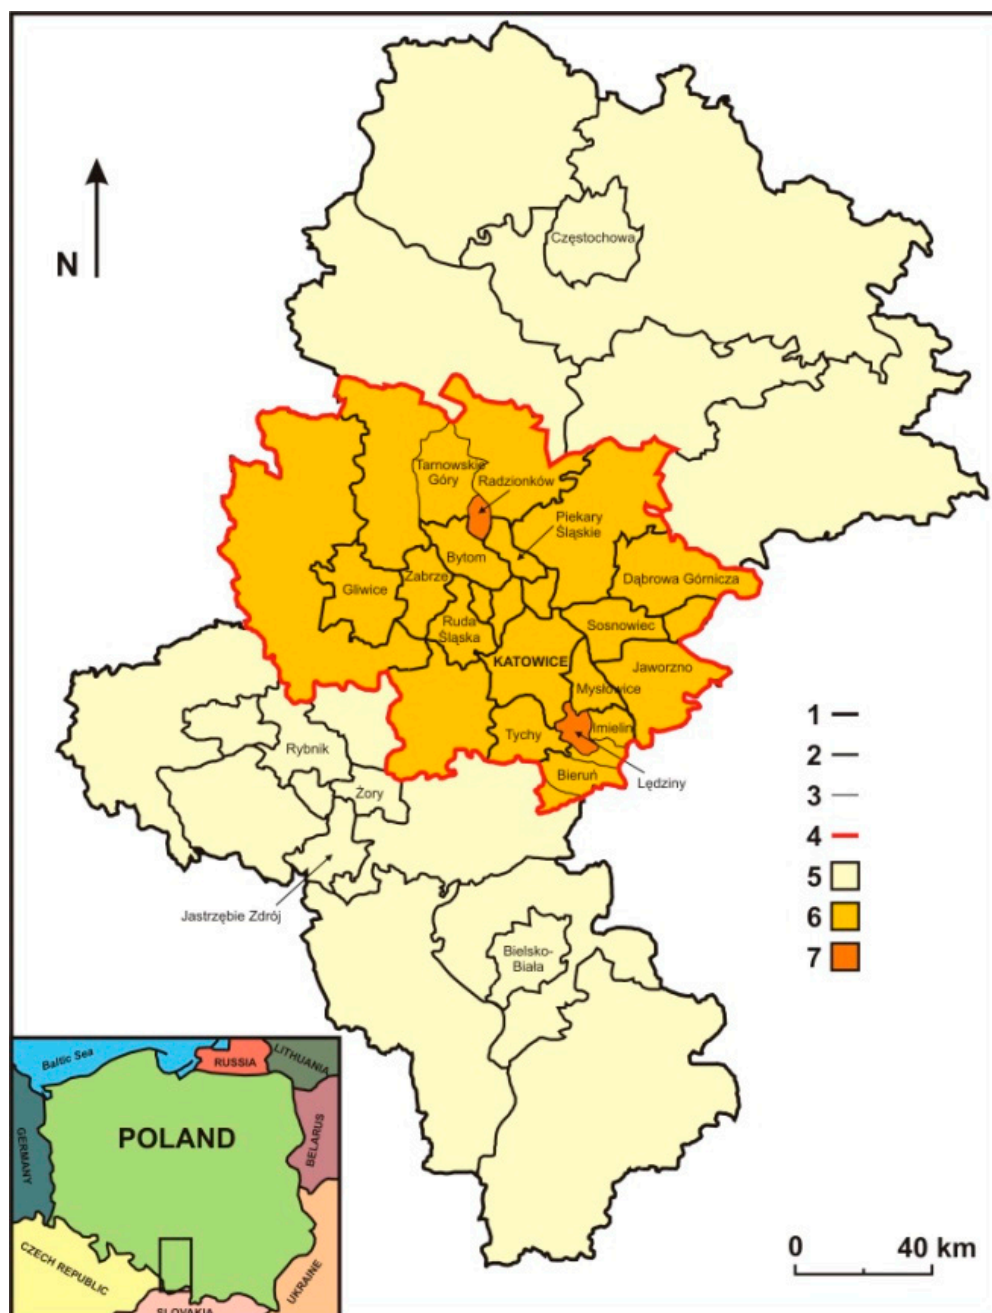 N
Częstochowa
Tarnowskie
Góry
Radzionków
Piekary
Śląskie
Bytom
Zabrze
Gliwice
Dąbrowa Górnicza
Ruda
Śląska
Sosnowiec
KATOWICE
Jaworzno
Mysłowice
Imielin
Tychy
Bieruń
Lędziny
Rybnik
Żory
Jastrzębie Zdrój
Bielsko-
Biała
1
2
3
4
5
6
7
Baltic Sea
RUSSIA
LITHUANIA
POLAND
GERMANY
BELARUS
CZECH REPUBLIC
UKRAINE
SLOVAKIA
0 40 km